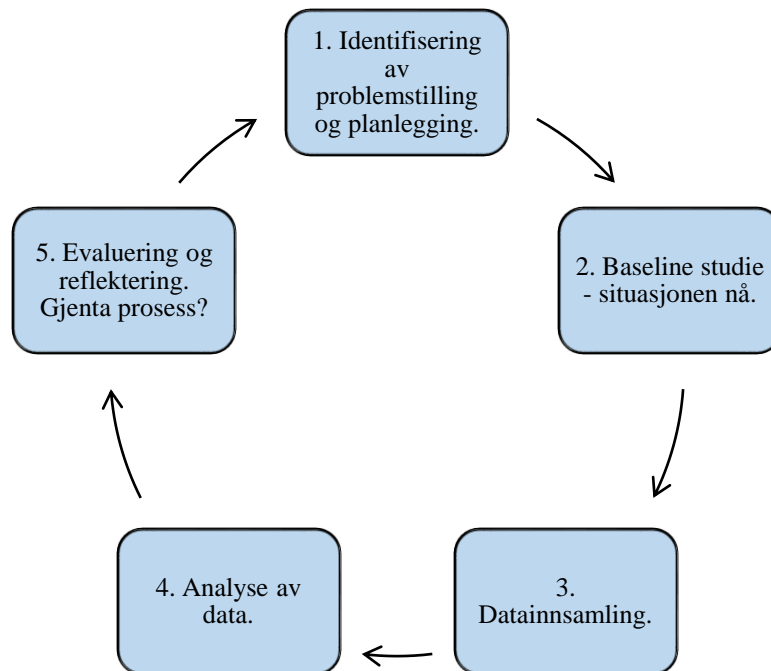 1. Identifisering
av
problemstilling
og planlegging.
2. Baseline studie
- situasjonen nå.
3.
Datainnsamling.
4. Analyse av
data.
5. Evaluering og
reflektering.
Gjenta prosess?